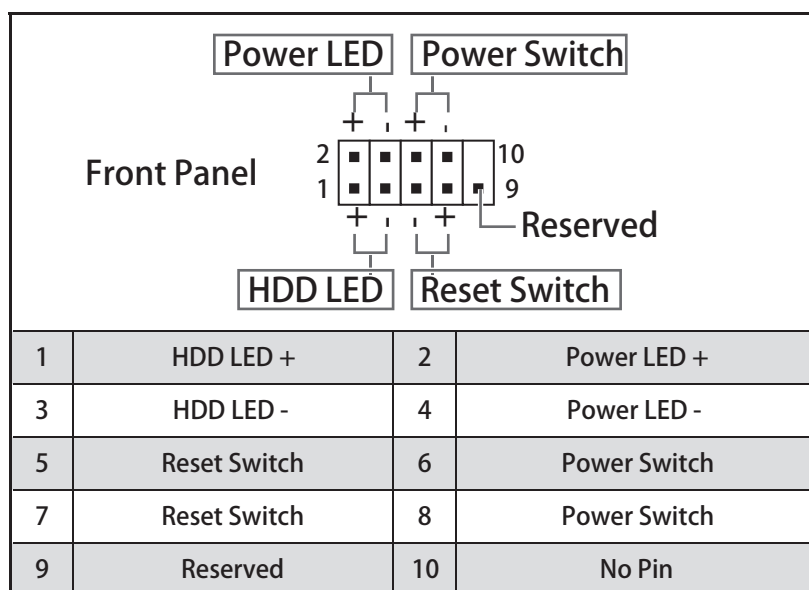 Power LED Power Switch
+ - + -
2 10
Front Panel
1 9
+ - - +
Reserved
HDD LED Reset Switch
1 HDD LED + 2 Power LED +
3 HDD LED - 4 Power LED -
5 Reset Switch 6 Power Switch
7 Reset Switch 8 Power Switch
9 Reserved 10 No Pin